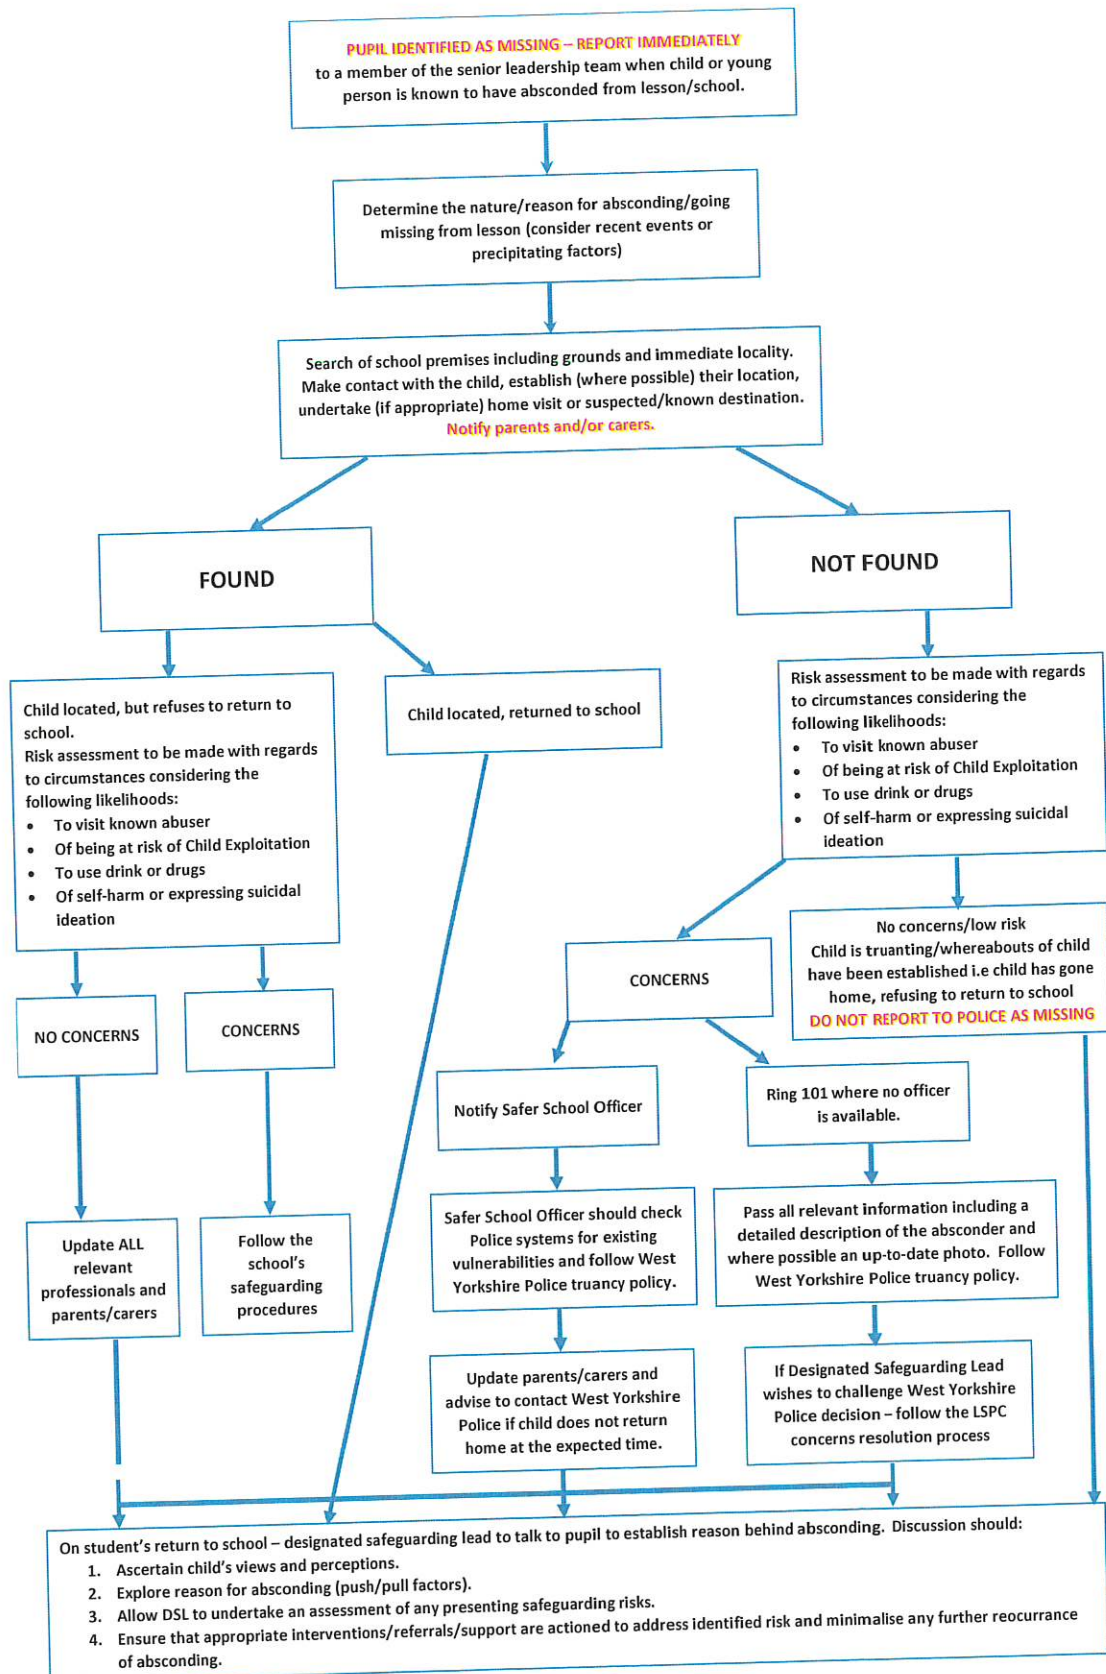 PUPIL IDENTIFIED AS MISSING – REPORT IMMEDIATELY
to a member of the senior leadership team when child or young
person is known to have absconded from lesson/school.
Determine the nature/reason for absconding/going
missing from lesson (consider recent events or
precipitating factors)
Search of school premises including grounds and immediate locality.
Make contact with the child, establish (where possible) their location,
undertake (if appropriate) home visit or suspected/known destination.
Notify parents and/or carers.
FOUND
NOT FOUND
Child located, but refuses to return to
school.
Risk assessment to be made with regards
to circumstances considering the
following likelihoods:
• To visit known abuser
• Of being at risk of Child Exploitation
• To use drink or drugs
• Of self-harm or expressing suicidal
ideation
Child located, returned to school
Risk assessment to be made with regards
to circumstances considering the
following likelihoods:
• To visit known abuser
• Of being at risk of Child Exploitation
• To use drink or drugs
• Of self-harm or expressing suicidal
ideation
NO CONCERNS
CONCERNS
CONCERNS
No concerns/low risk
Child is truanting/whereabouts of child
have been established i.e child has gone
home, refusing to return to school
DO NOT REPORT TO POLICE AS MISSING
Notify Safer School Officer
Ring 101 where no officer
is available.
Update ALL
relevant
professionals and
parents/carers
Follow the
school's
safeguarding
procedures
Safer School Officer should check
Police systems for existing
vulnerabilities and follow West
Yorkshire Police truancy policy.
Pass all relevant information including a
detailed description of the absconder and
where possible an up-to-date photo. Follow
West Yorkshire Police truancy policy.
Update parents/carers and
advise to contact West Yorkshire
Police if child does not return
home at the expected time.
If Designated Safeguarding Lead
wishes to challenge West Yorkshire
Police decision – follow the LSPC
concerns resolution process
On student's return to school – designated safeguarding lead to talk to pupil to establish reason behind absconding. Discussion should:
1. Ascertain child's views and perceptions.
2. Explore reason for absconding (push/pull factors).
3. Allow DSL to undertake an assessment of any presenting safeguarding risks.
4. Ensure that appropriate interventions/referrals/support are actioned to address identified risk and minimalise any further reocurrance
of absconding.